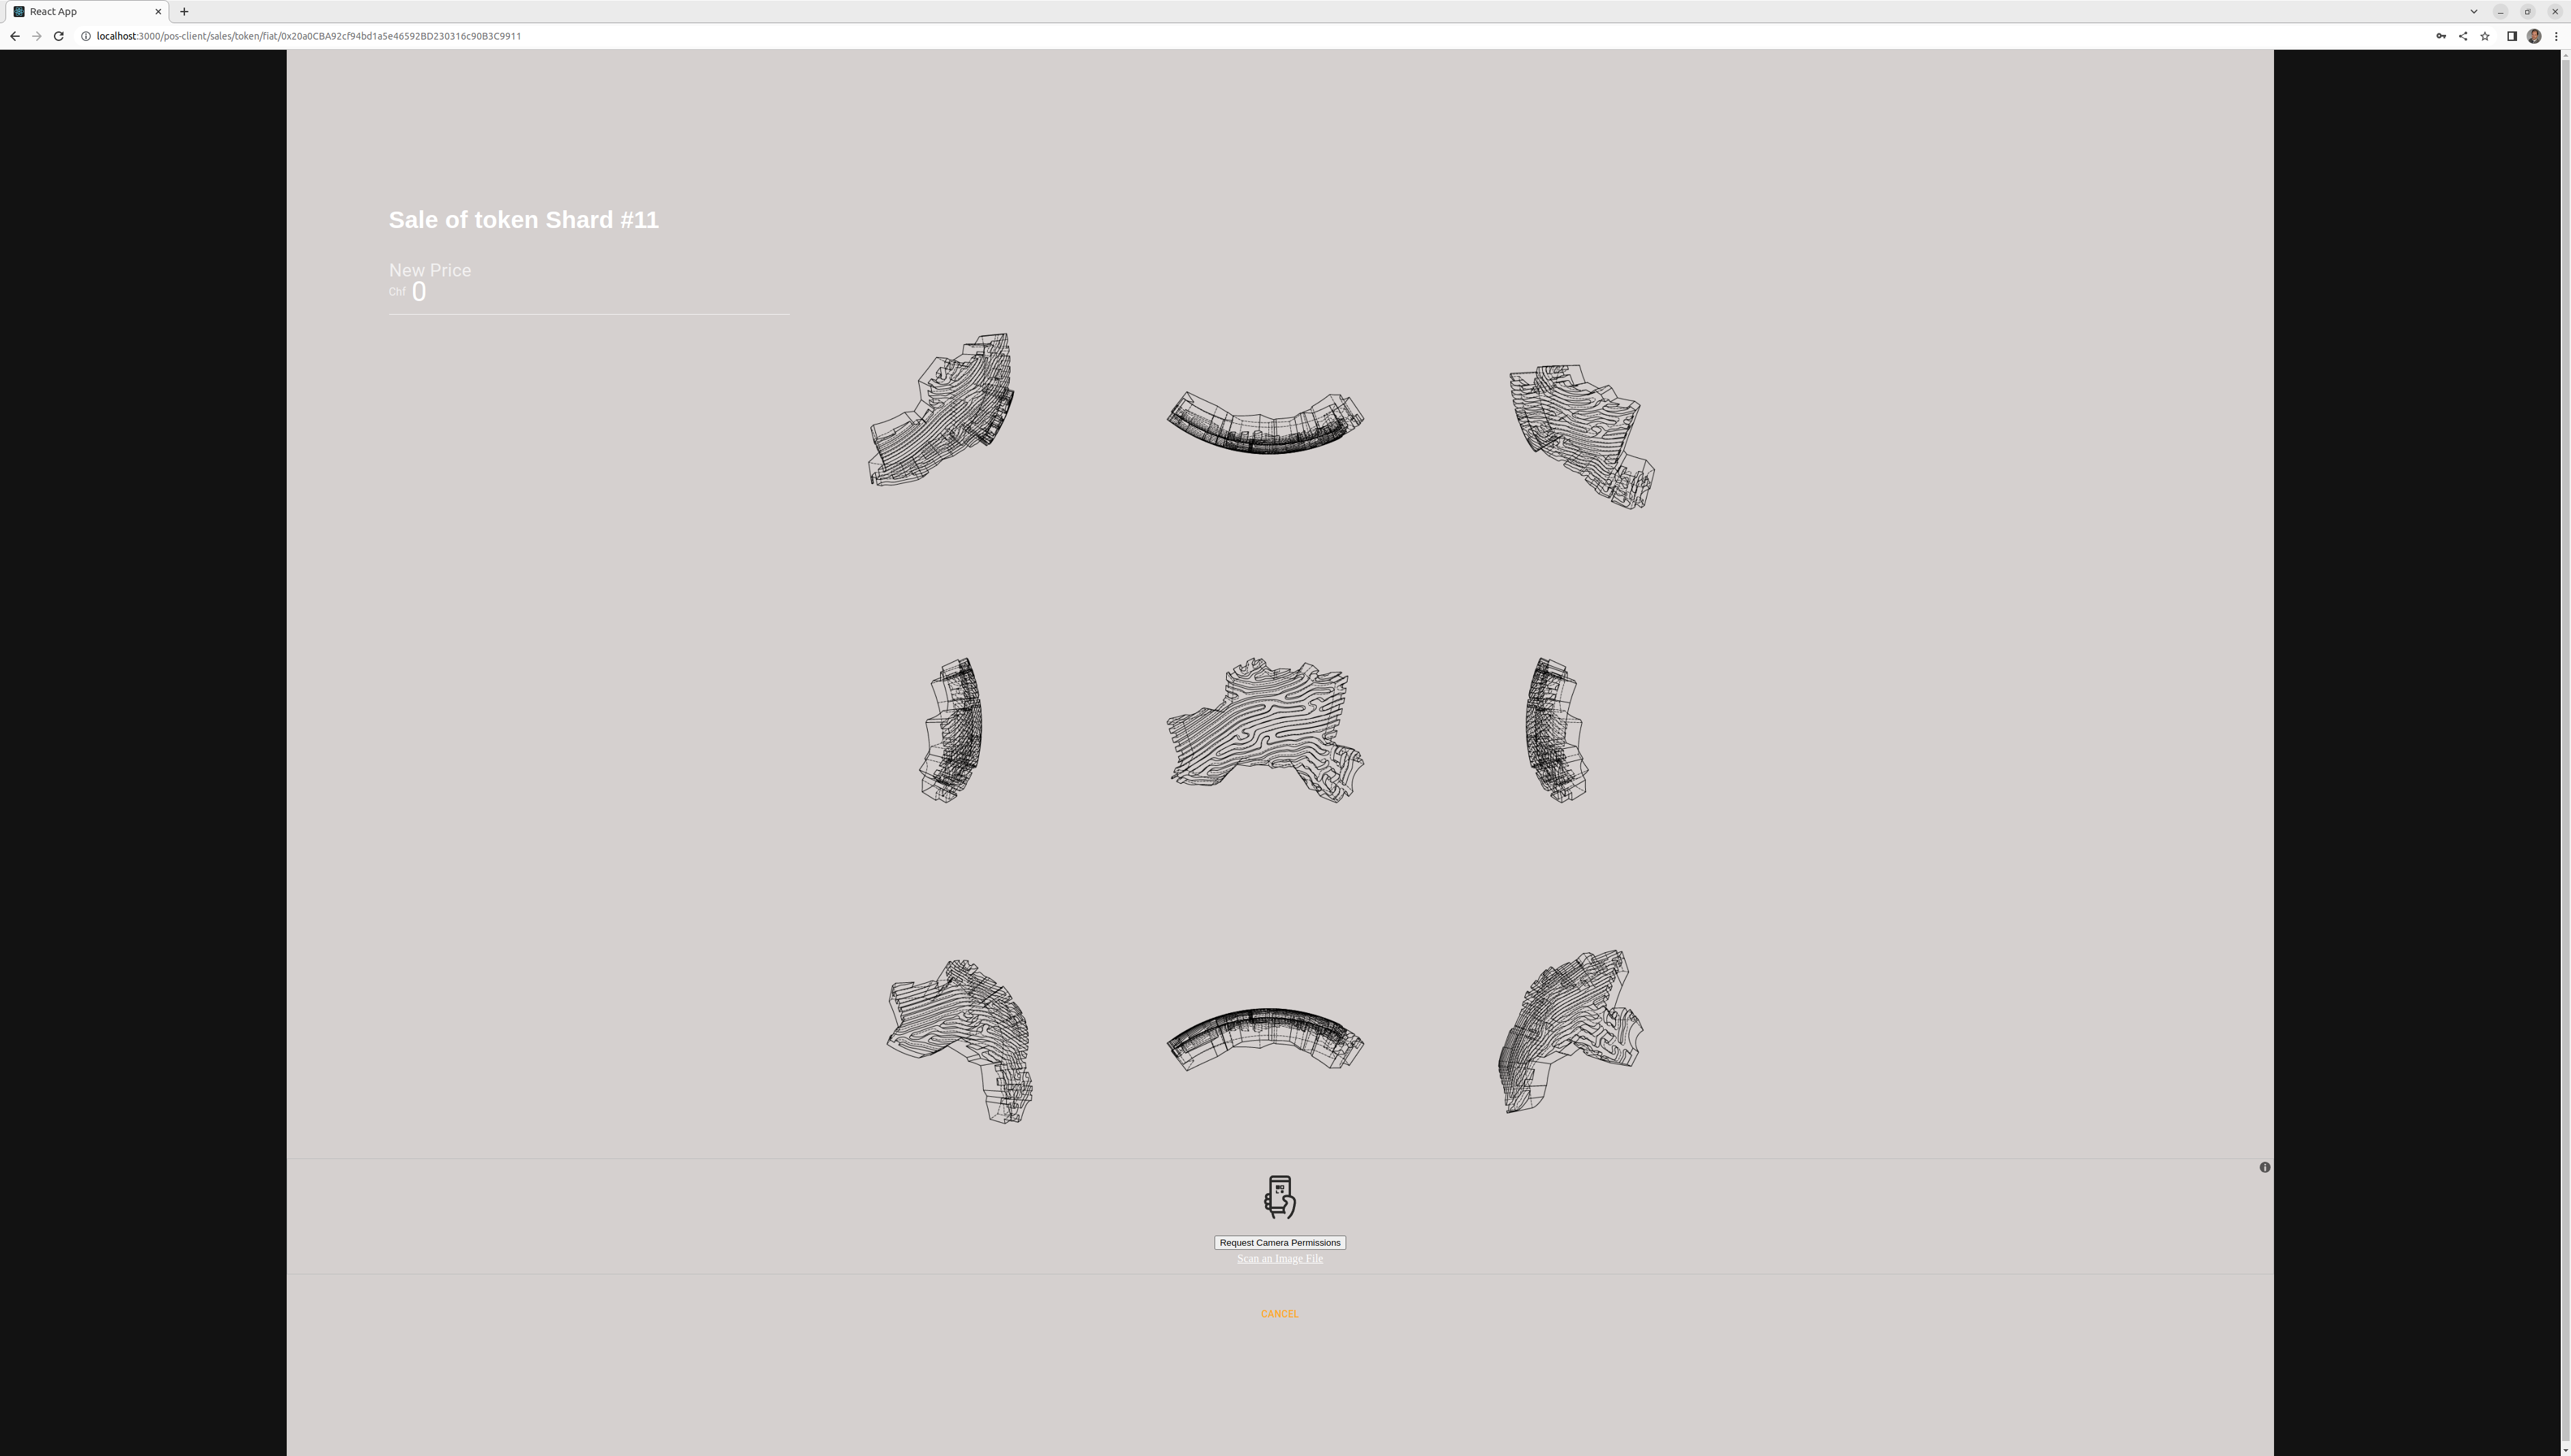 React App
localhost:3000/pos-client/sales/token/fiat/0x20a0CBA92cf94bd1a5e46592BD230316c90B3C9911
Sale of token Shard #11
New Price
Chf 0
Request Camera Permissions
Scan an Image File
CANCEL